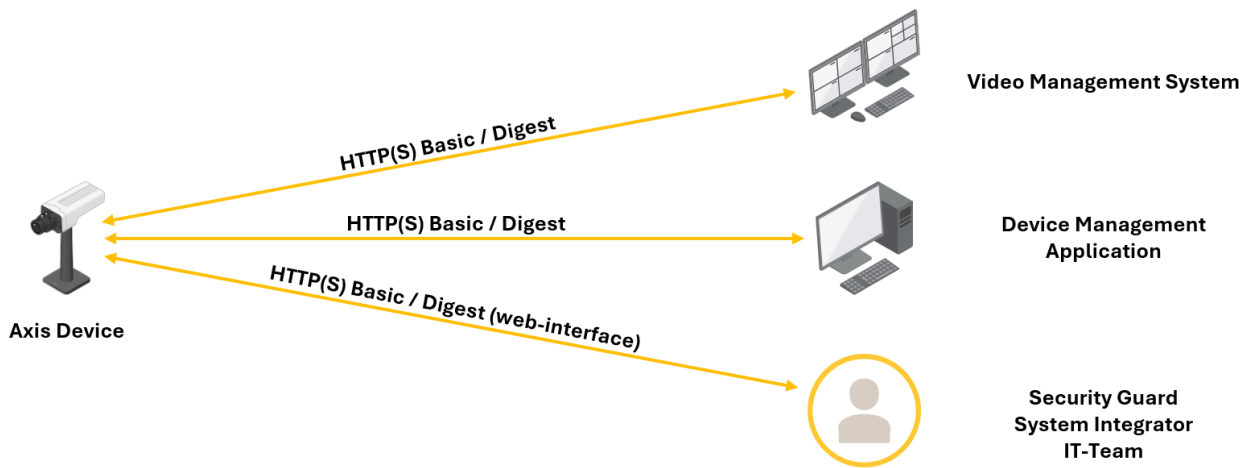 Video Management System
HTTP(S) Basic / Digest
HTTP(S) Basic / Digest
Device Management
Application
HTTP(S) Basic / Digest (web-interface)
Axis Device
Security Guard
System Integrator
IT-Team